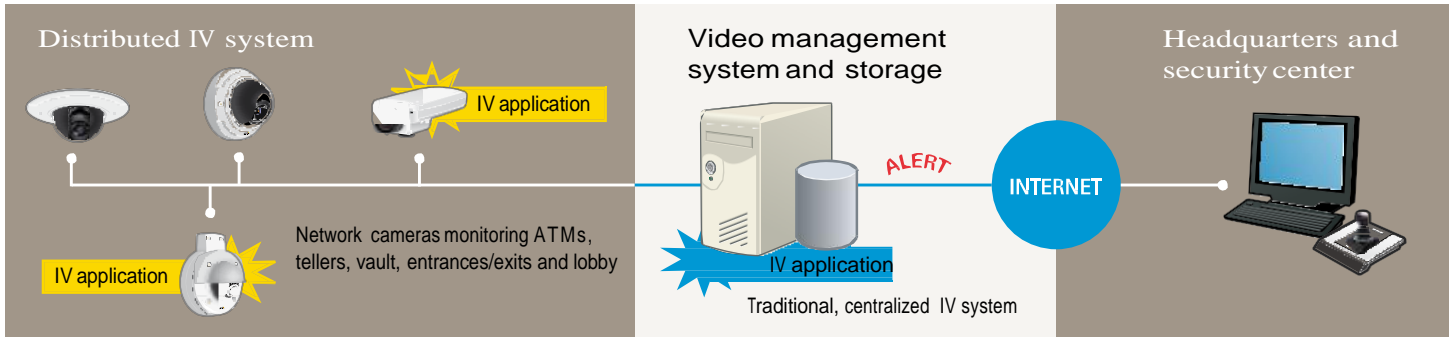 Distributed IV system
IV application
IV application
Network cameras monitoring ATMs,
tellers, vault, entrances/exits and lobby
Video management
system and storage
ALERT
IV application
Traditional, centralized IV system
INTERNET
Headquarters and
security center